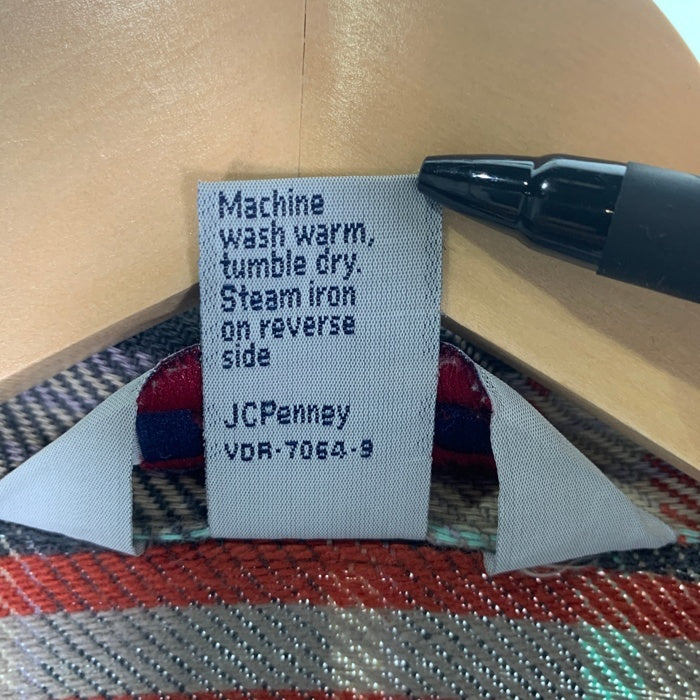 Machine
wash warm,
tumble dry.
Steam iron
on reverse
side
JCPenney
VDR-7064-9